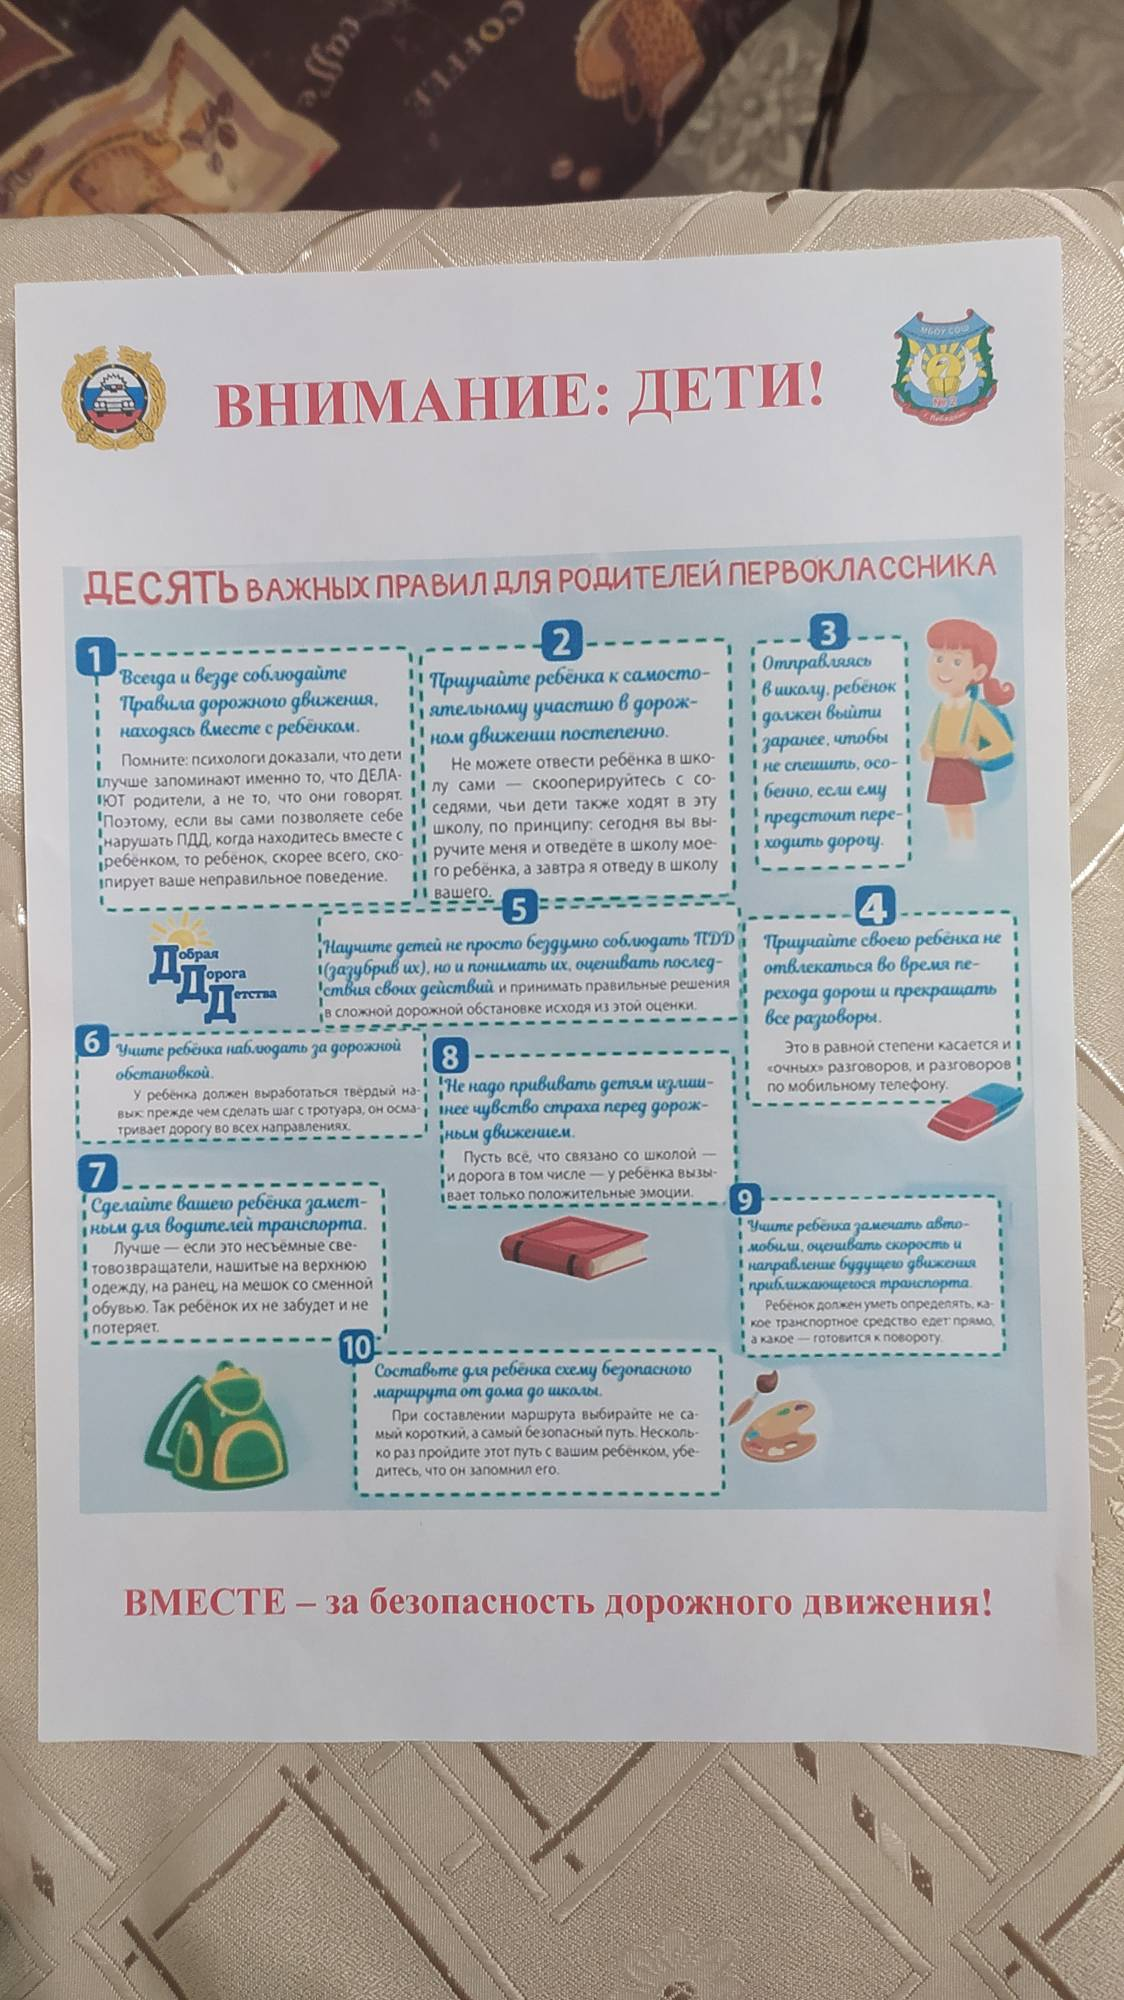 caff'e
COFFEE
МБОУ СОШ
№ 2
ВНИМАНИЕ: ДЕТИ!
ДЕСЯТЬ ВАЖНЫХ ПРАВИЛ ДЛЯ РОДИТЕЛЕЙ ПЕРВОКЛАССНИКА
1
Всегда и везде соблюдайте
Правила дорожного движения,
находясь вместе с ребёнком.
Помните: психологи доказали, что дети
лучше запоминают именно то, что ДЕЛА-
ЮТ родители, а не то, что они говорят.
Поэтому, если вы сами позволяете себе
нарушать ПДД, когда находитесь вместе с
ребёнком, то ребёнок, скорее всего, ско-
пирует ваше неправильное поведение.
2
Приучайте ребёнка к самосто-
ятельному участию в дорож-
ном движении постепенно.
Не можете отвести ребёнка в шко-
лу сами — скооперируйтесь с со-
седями, чьи дети также ходят в эту
школу, по принципу: сегодня вы вы-
ручите меня и отведёте в школу мое-
го ребёнка, а завтра я отведу в школу
вашего.
3
Отправляясь
в школу, ребёнок
должен выйти
заранее, чтобы
не спешить, осо-
бенно, если ему
предстоит пере-
ходить дорогу.
4
Приучайте своего ребёнка не
отвлекаться во время пе-
рехода дороги и прекращать
все разговоры.
Это в равной степени касается и
«очных» разговоров, и разговоров
по мобильному телефону.
Добрая
Дорога
Детства
5
Научите детей не просто бездумно соблюдать ПДД
(зазубрив их), но и понимать их, оценивать послед-
ствия своих действий и принимать правильные решения
в сложной дорожной обстановке исходя из этой оценки.
6
Учите ребёнка наблюдать за дорожной
обстановкой.
У ребёнка должен выработаться твёрдый на-
вык: прежде чем сделать шаг с тротуара, он осма-
тривает дорогу во всех направлениях.
7
Сделайте вашего ребёнка замет-
ным для водителей транспорта.
Лучше — если это несъёмные све-
товозвращатели, нашитые на верхнюю
одежду, на ранец, на мешок со сменной
обувью. Так ребёнок их не забудет и не
потеряет.
8
Не надо прививать детям излиш-
нее чувство страха перед дорож-
ным движением.
Пусть всё, что связано со школой —
и дорога в том числе — у ребёнка вызы-
вает только положительные эмоции.
9
Учите ребёнка замечать авто-
мобили, оценивать скорость и
направление будущего движения
приближающегося транспорта.
Ребёнок должен уметь определять, ка-
кое транспортное средство едет прямо,
а какое — готовится к повороту.
10
Составьте для ребёнка схему безопасного
маршрута от дома до школы.
При составлении маршрута выбирайте не са-
мый короткий, а самый безопасный путь. Несколь-
ко раз пройдите этот путь с вашим ребёнком, убе-
дитесь, что он запомнил его.
ВМЕСТЕ – за безопасность дорожного движения!